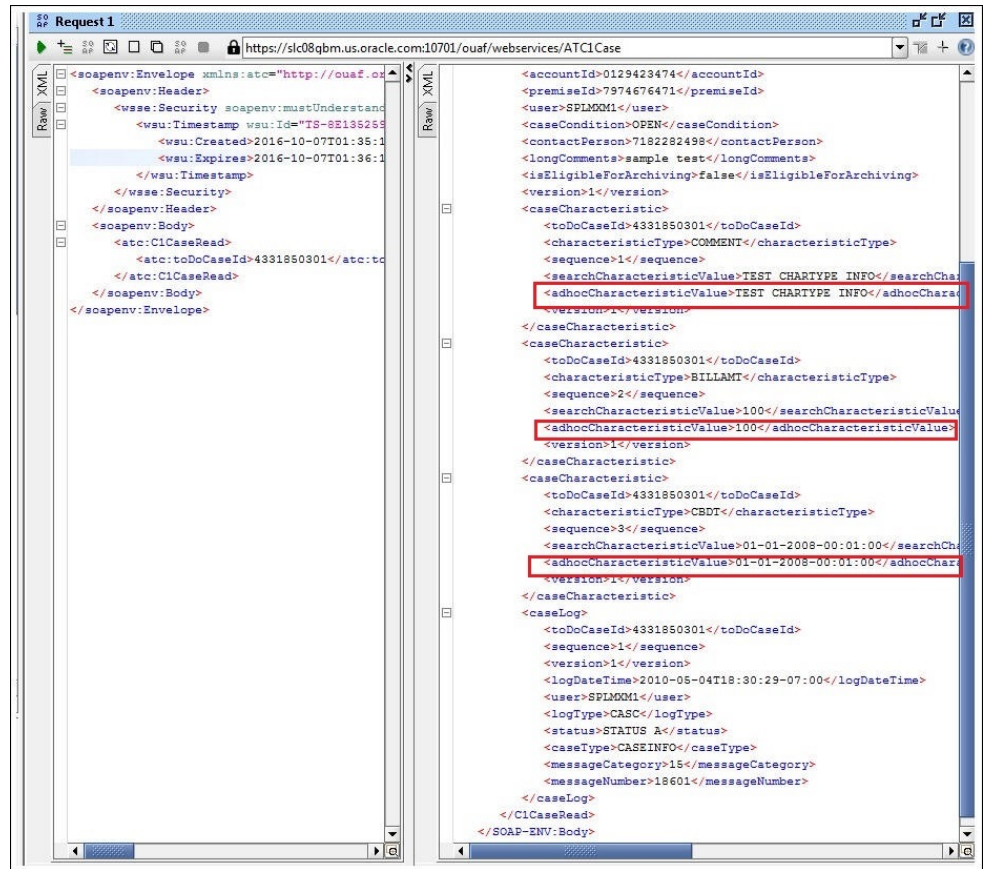 Request 1
https://slc08qbm.us.oracle.com:10701/ouaf/webservices/ATC1Case
XML
Raw
<soapenv:Envelope xmlns:atc="http://ouaf.or
<soapenv:Header>
<wsse:Security soapenv:mustUnderstand
<wsu:Timestamp wsu:Id="TS-8E135259
<wsu:Created>2016-10-07T01:35:1
<wsu:Expires>2016-10-07T01:36:1
</wsu:Timestamp>
</wsse:Security>
</soapenv:Header>
<soapenv:Body>
<atc:C1CaseRead>
<atc:toDoCaseId>4331850301</atc:to
</atc:C1CaseRead>
</soapenv:Body>
</soapenv:Envelope>
XML
Raw
<accountId>0129423474</accountId>
<premiseId>7974676471</premiseId>
<user>SPLMXM1</user>
<caseCondition>OPEN</caseCondition>
<contactPerson>7182282498</contactPerson>
<longComments>sample test</longComments>
<isEligibleForArchiving>false</isEligibleForArchiving>
<version>1</version>
<caseCharacteristic>
<toDoCaseId>4331850301</toDoCaseId>
<characteristicType>COMMENT</characteristicType>
<sequence>1</sequence>
<searchCharacteristicValue>TEST CHARTYPE INFO</searchChar
<adhocCharacteristicValue>TEST CHARTYPE INFO</adhocCharac
<version>1</version>
</caseCharacteristic>
<caseCharacteristic>
<toDoCaseId>4331850301</toDoCaseId>
<characteristicType>BILLAMT</characteristicType>
<sequence>2</sequence>
<searchCharacteristicValue>100</searchCharacteristicValue
<adhocCharacteristicValue>100</adhocCharacteristicValue>
<version>1</version>
</caseCharacteristic>
<caseCharacteristic>
<toDoCaseId>4331850301</toDoCaseId>
<characteristicType>CBDT</characteristicType>
<sequence>3</sequence>
<searchCharacteristicValue>01-01-2008-00:01:00</searchCha
<adhocCharacteristicValue>01-01-2008-00:01:00</adhocChara
<version>1</version>
</caseCharacteristic>
<caseLog>
<toDoCaseId>4331850301</toDoCaseId>
<sequence>1</sequence>
<version>1</version>
<logDateTime>2010-05-04T18:30:29-07:00</logDateTime>
<user>SPLMXM1</user>
<logType>CASC</logType>
<status>STATUS A</status>
<caseType>CASEINFO</caseType>
<messageCategory>15</messageCategory>
<messageNumber>18601</messageNumber>
</caseLog>
</C1CaseRead>
</SOAP-ENV:Body>